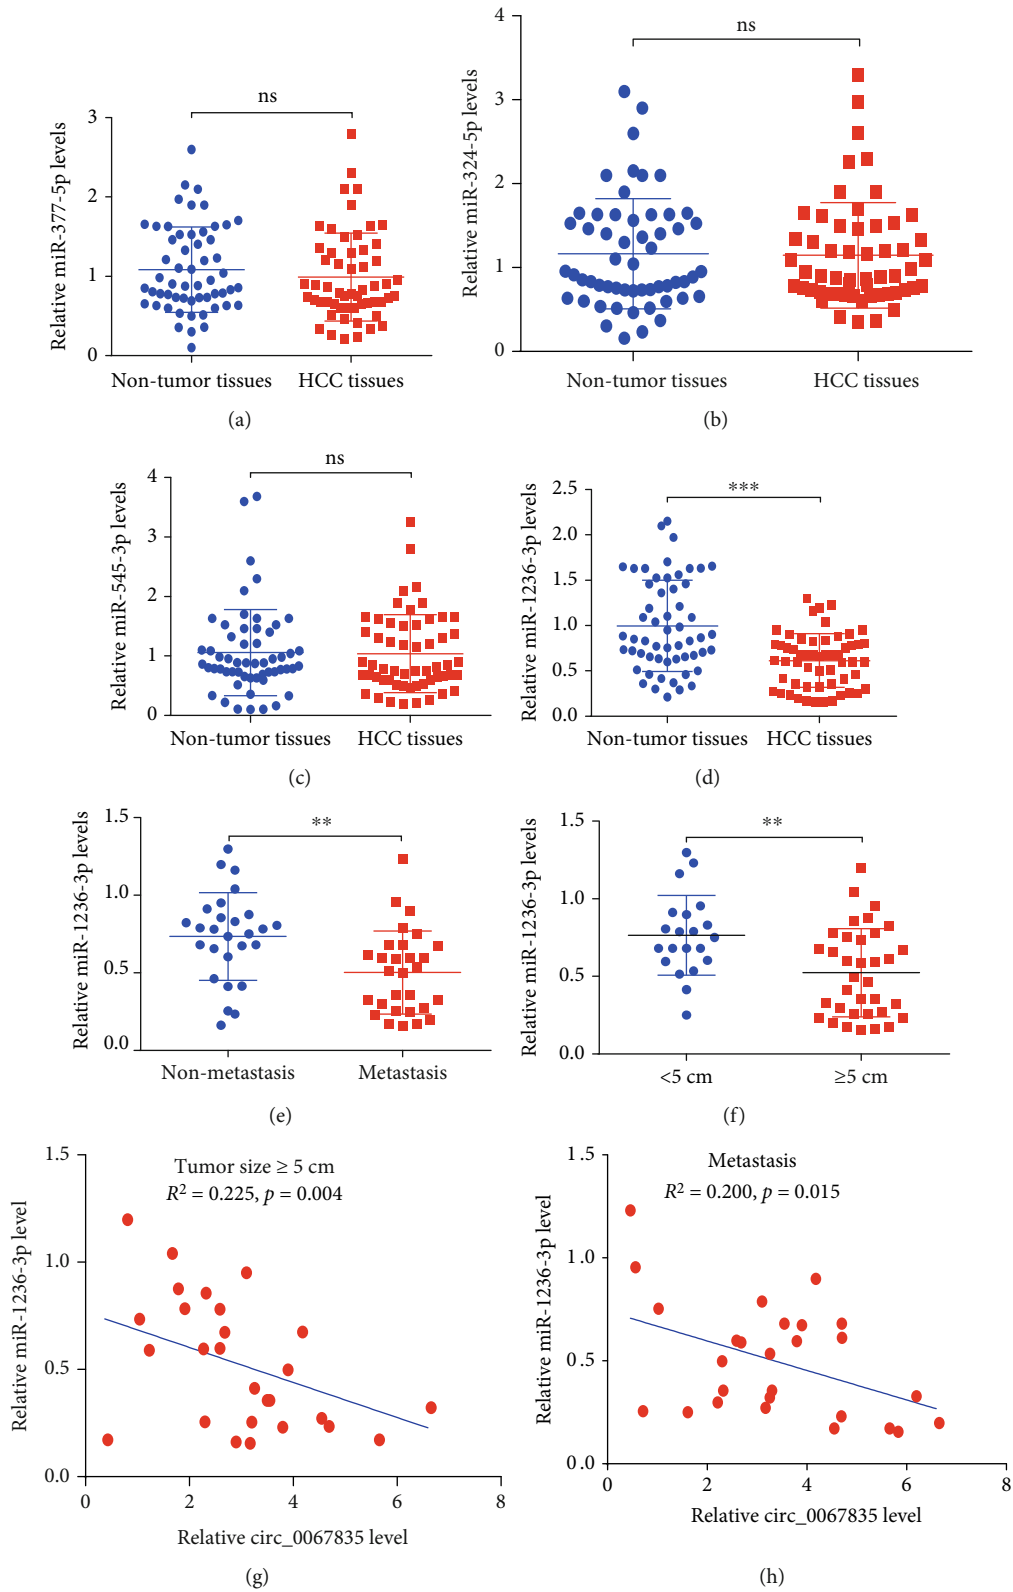 ns
Relative miR-377-5p levels
3
2
1
0
Non-tumor tissues
HCC tissues
(a)
ns
Relative miR-324-5p levels
4
3
2
1
0
Non-tumor tissues
HCC tissues
(b)
ns
Relative miR-545-3p levels
4
3
2
1
0
Non-tumor tissues
HCC tissues
(c)
***
Relative miR-1236-3p levels
2.5
2.0
1.5
1.0
0.5
0.0
Non-tumor tissues
HCC tissues
(d)
**
Relative miR-1236-3p levels
1.5
1.0
0.5
0.0
Non-metastasis
Metastasis
(e)
**
Relative miR-1236-3p levels
1.5
1.0
0.5
0.0
<5 cm
≥5 cm
(f)
Tumor size ≥ 5 cm
R² = 0.225, p = 0.004
Relative miR-1236-3p level
1.5
1.0
0.5
0.0
0 2 4 6 8
Relative circ_0067835 level
(g)
Metastasis
R² = 0.200, p = 0.015
Relative miR-1236-3p level
1.5
1.0
0.5
0.0
0 2 4 6 8
Relative circ_0067835 level
(h)